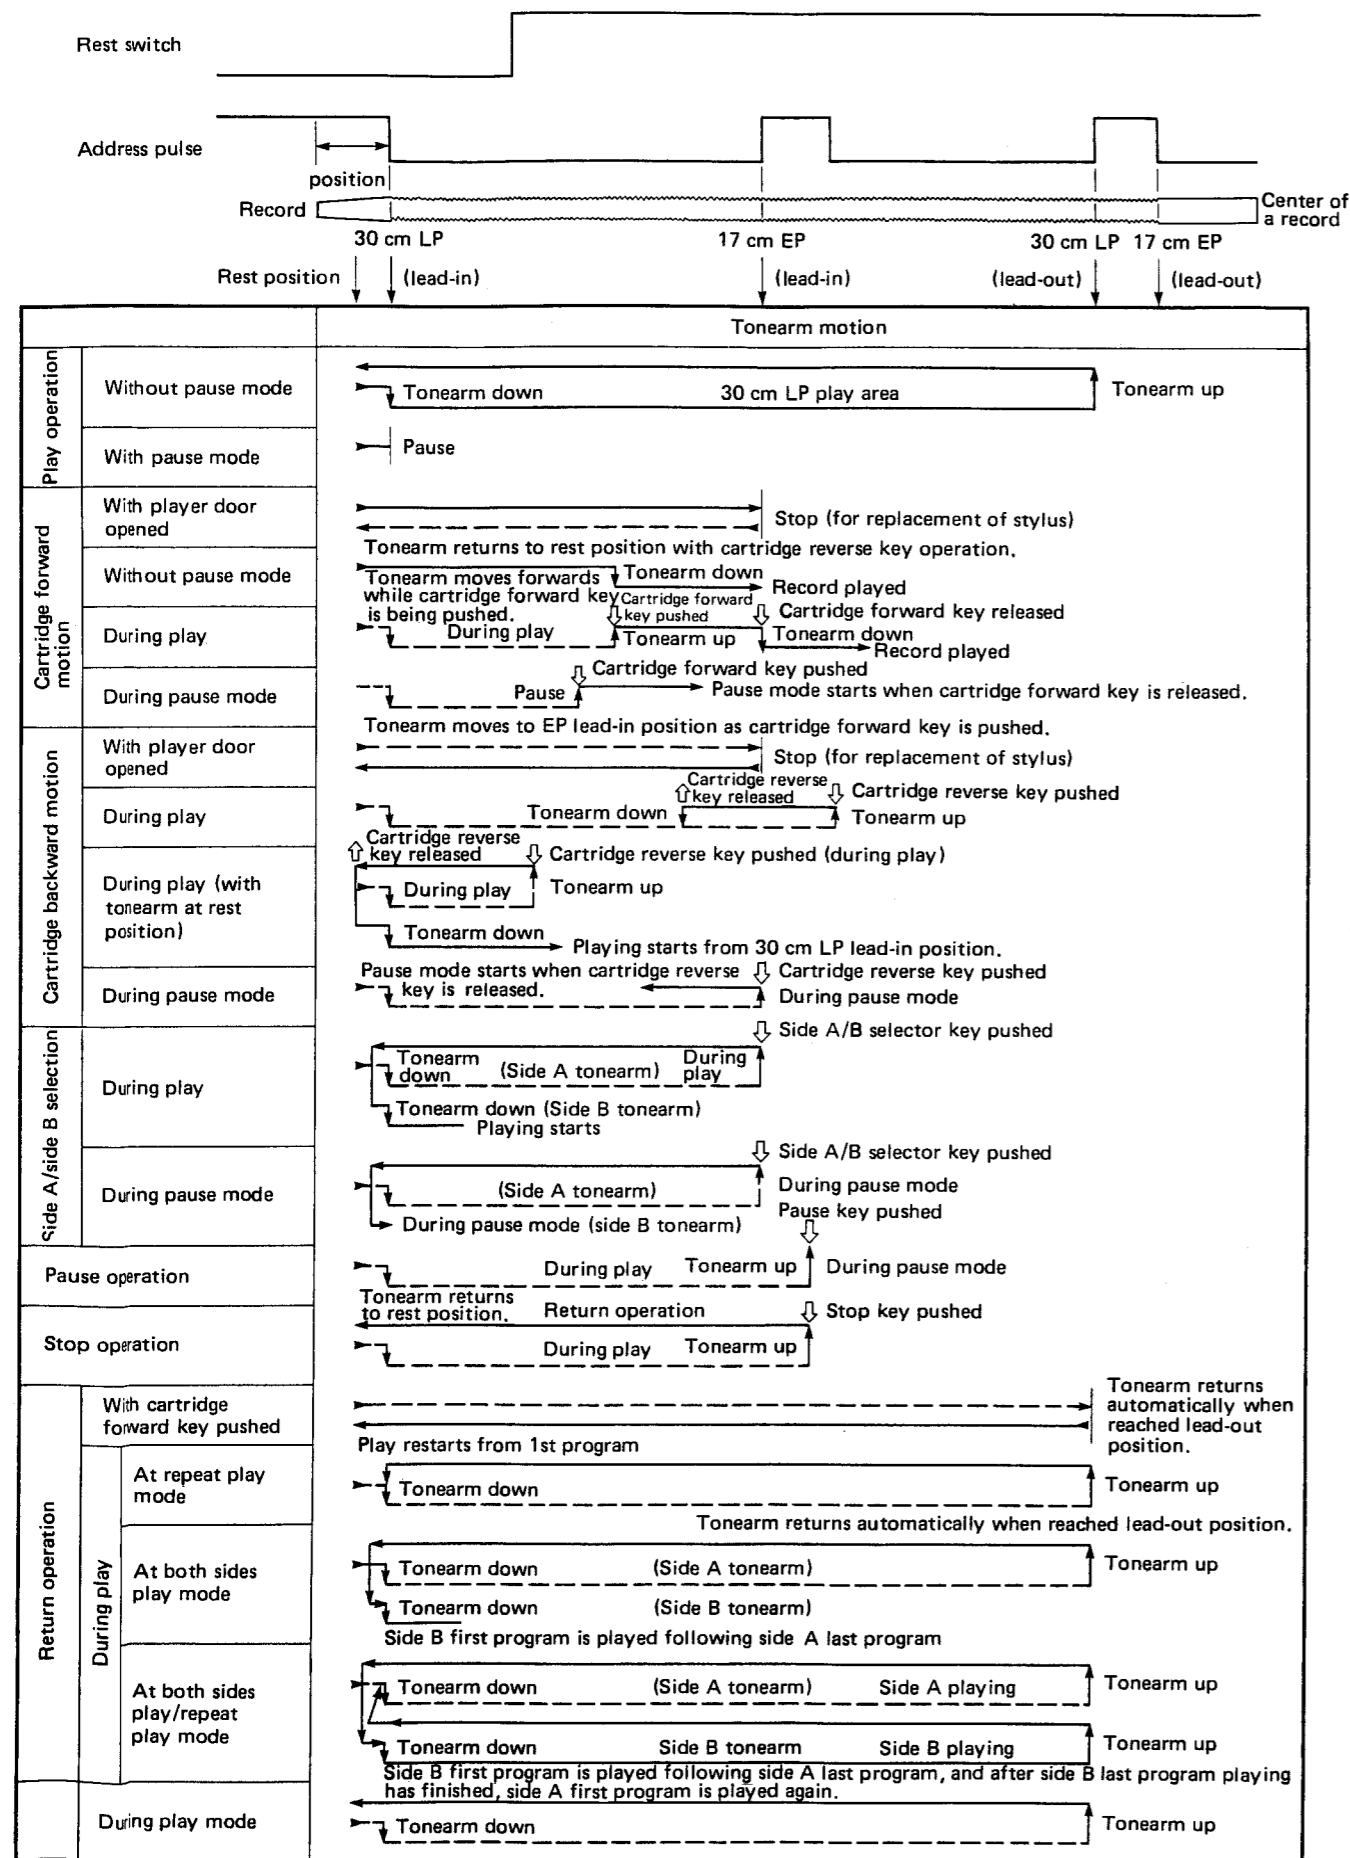 Rest switch
Address pulse
position
Record
Center of
a record
30 cm LP
17 cm EP
30 cm LP
17 cm EP
Rest position
(lead-in)
(lead-in)
(lead-out)
(lead-out)
Tonearm motion
Play operation
Without pause mode
Tonearm down
30 cm LP play area
Tonearm up
With pause mode
Pause
Cartridge forward
motion
With player door
opened
Stop (for replacement of stylus)
Tonearm returns to rest position with cartridge reverse key operation.
Without pause mode
Tonearm moves forwards
while cartridge forward key
is being pushed.
Tonearm down
Record played
During play
During play
Cartridge forward
key pushed
Tonearm up
Cartridge forward key released
Tonearm down
Record played
During pause mode
Pause
Cartridge forward key pushed
Pause mode starts when cartridge forward key is released.
Tonearm moves to EP lead-in position as cartridge forward key is pushed.
Cartridge backward motion
With player door
opened
Stop (for replacement of stylus)
During play
Tonearm down
Cartridge reverse
key released
Cartridge reverse key pushed
Tonearm up
During play (with
tonearm at rest
position)
Cartridge reverse
key released
Cartridge reverse key pushed (during play)
During play
Tonearm up
Tonearm down
Playing starts from 30 cm LP lead-in position.
During pause mode
Pause mode starts when cartridge reverse
key is released.
Cartridge reverse key pushed
During pause mode
Side A/side B selection
During play
Side A/B selector key pushed
Tonearm
down
(Side A tonearm)
During
play
Tonearm down (Side B tonearm)
Playing starts
During pause mode
Side A/B selector key pushed
(Side A tonearm)
During pause mode
During pause mode (side B tonearm)
Pause operation
Pause key pushed
During play
Tonearm up
During pause mode
Stop operation
Tonearm returns
to rest position.
Return operation
Stop key pushed
During play
Tonearm up
Return operation
With cartridge
forward key pushed
Tonearm returns
automatically when
reached lead-out
position.
During play
At repeat play
mode
Play restarts from 1st program
Tonearm down
Tonearm up
At both sides
play mode
Tonearm returns automatically when reached lead-out position.
Tonearm down
(Side A tonearm)
Tonearm up
Tonearm down
(Side B tonearm)
Side B first program is played following side A last program
At both sides
play/repeat
play mode
Tonearm down
(Side A tonearm)
Side A playing
Tonearm up
Tonearm down
Side B tonearm
Side B playing
Tonearm up
Side B first program is played following side A last program, and after side B last program playing
has finished, side A first program is played again.
During play mode
Tonearm down
Tonearm up